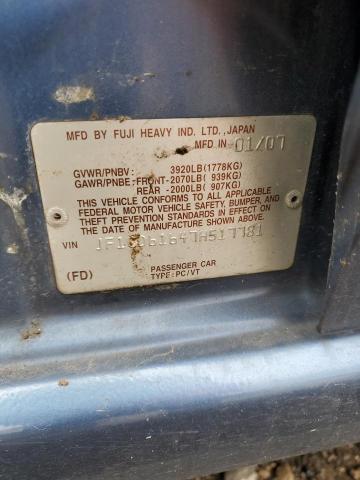 MFD BY FUJI HEAVY IND. LTD., JAPAN
MFD IN 01/07
GVWR/PNBV: 3920LB(1778KG)
GAWR/PNBE:FRONT-2070LB( 939KG)
REAR -2000LB( 907KG)
THIS VEHICLE CONFORMS TO ALL APPLICABLE
FEDERAL MOTOR VEHICLE SAFETY, BUMPER, AND
THEFT PREVENTION STANDARDS IN EFFECT ON
THE DATE OF MANUFACTURE SHOWN ABOVE.
VIN
PASSENGER CAR
(FD) TYPE:PC/VT